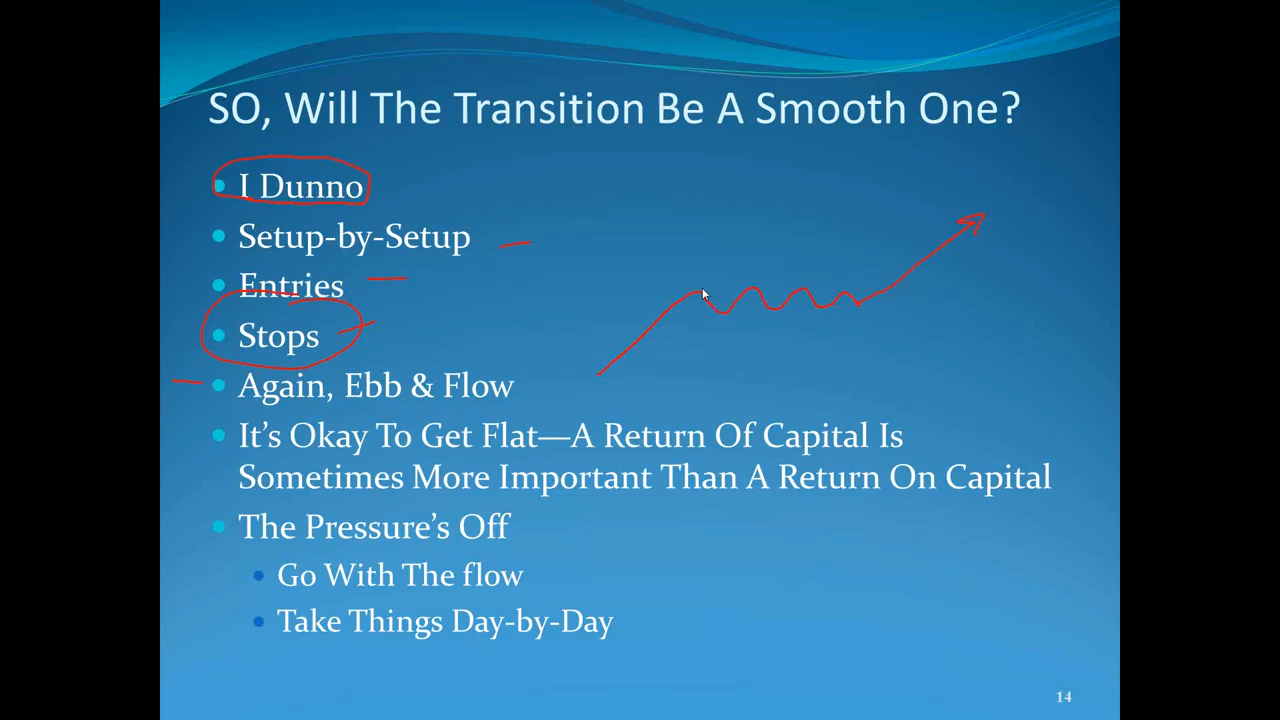 SO, Will The Transition Be A Smooth One?
I Dunno
Setup-by-Setup
Entries
Stops
Again, Ebb & Flow
It’s Okay To Get Flat—A Return Of Capital Is
Sometimes More Important Than A Return On Capital
The Pressure’s Off
Go With The flow
Take Things Day-by-Day
14